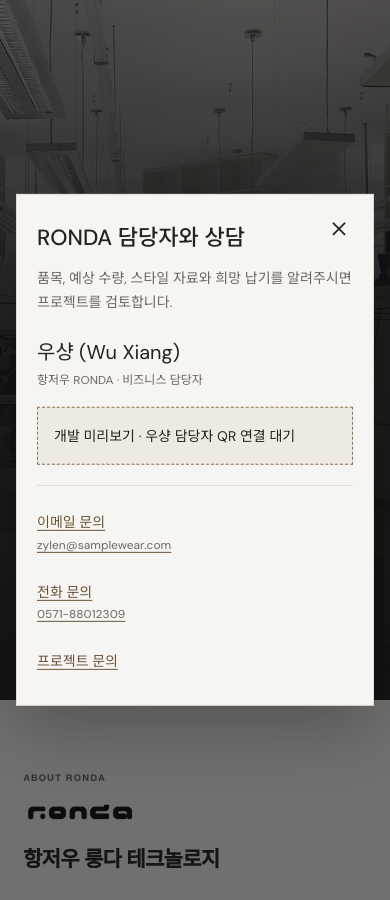 RONDA 담당자와 상담
품목, 예상 수량, 스타일 자료와 희망 납기를 알려주시면
프로젝트를 검토합니다.
우샹 (Wu Xiang)
항저우 RONDA · 비즈니스 담당자
개발 미리보기 · 우샹 담당자 QR 연결 대기
이메일 문의
zylen@samplewear.com
전화 문의
0571-88012309
프로젝트 문의
ABOUT RONDA
ronda
항저우 룽다 테크놀로지